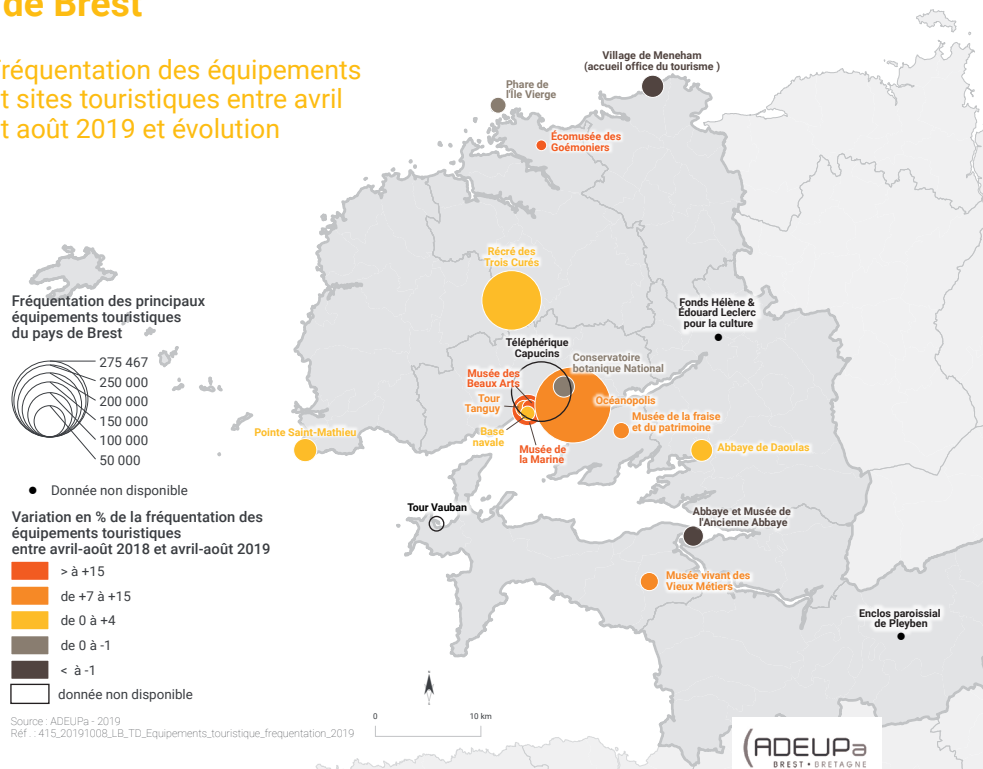 de Brest
réquentation des équipements
t sites touristiques entre avril
t août 2019 et évolution
Village de Meneham
(accueil office du tourisme )
Phare de
l'Île Vierge
Écomusée des
Goémoniers
Récré des
Trois Curés
Fonds Hélène &
Édouard Leclerc
pour la culture
Téléphérique
Capucins
Conservatoire
botanique National
Musée des
Beaux Arts
Tour
Tanguy
Océanopolis
Base
navale
Musée de
la Marine
Musée de la fraise
et du patrimoine
Pointe Saint-Mathieu
Abbaye de Daoulas
Tour Vauban
Abbaye et Musée de
l'Ancienne Abbaye
Musée vivant des
Vieux Métiers
Enclos paroissial
de Pleyben
Fréquentation des principaux
équipements touristiques
du pays de Brest
275 467
250 000
200 000
150 000
100 000
50 000
Donnée non disponible
Variation en % de la fréquentation des
équipements touristiques
entre avril-août 2018 et avril-août 2019
> à +15
de +7 à +15
de 0 à +4
de 0 à -1
< à -1
donnée non disponible
Source : ADEUPa - 2019
Réf. : 415_20191008_LB_TD_Equipements_touristique_frequentation_2019
0 10 km
ADEUPa
BREST • BRETAGNE